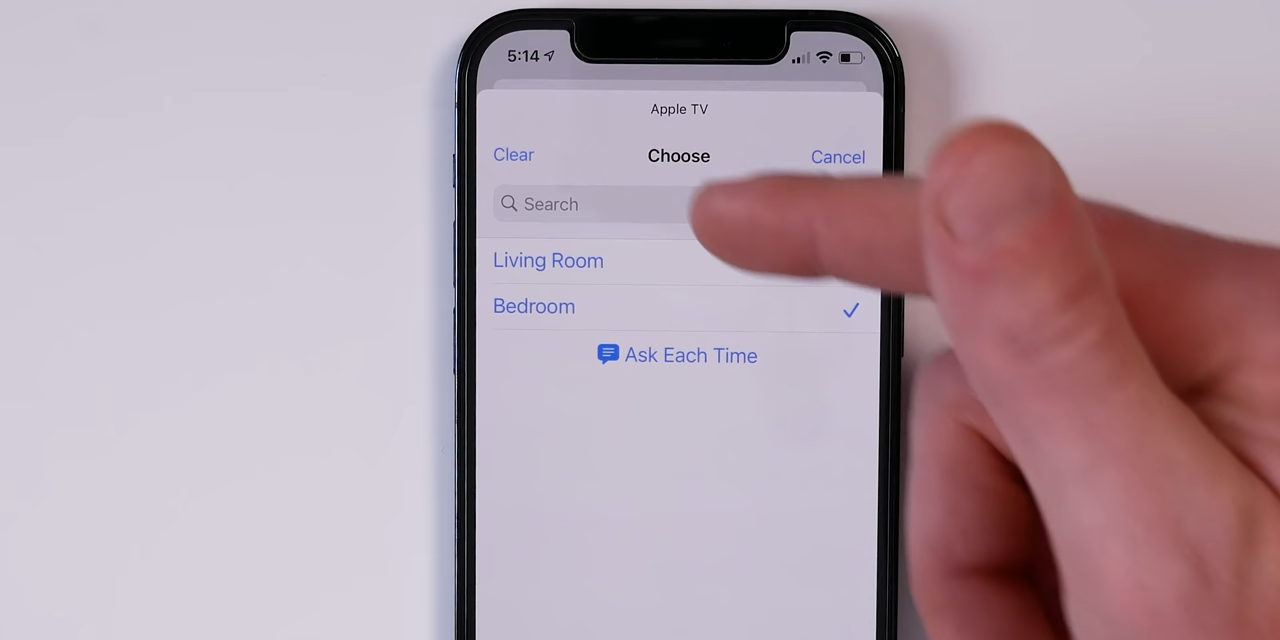 5:14
Apple TV
Clear Choose Cancel
Search
Living Room
Bedroom
Ask Each Time